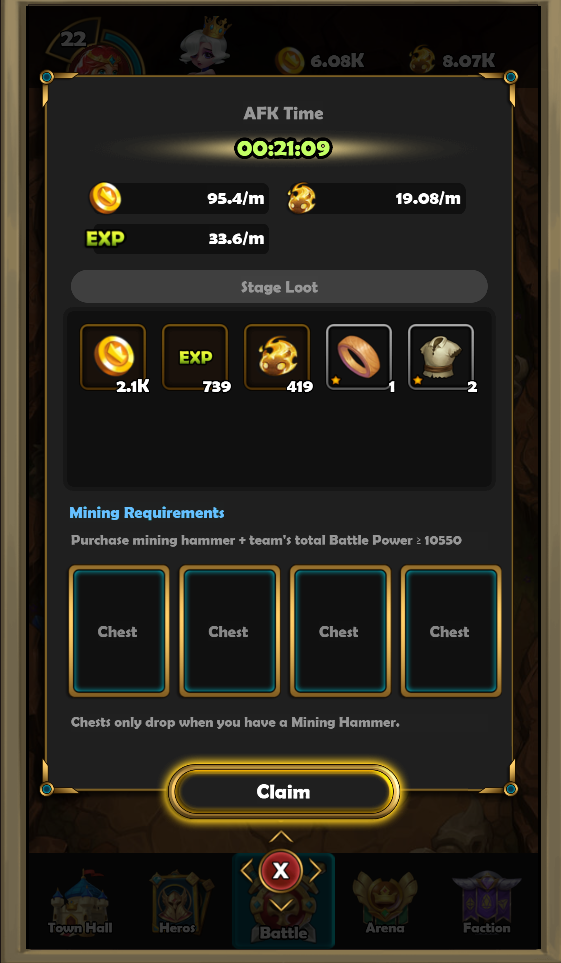 22
6.08K
8.07K
AFK Time
00:21:09
95.4/m
19.08/m
EXP
33.6/m
Stage Loot
EXP
2.1K
739
419
1
2
Mining Requirements
Purchase mining hammer + team's total Battle Power ≥ 10550
Chest
Chest
Chest
Chest
Chests only drop when you have a Mining Hammer.
Claim
X
Town Hall
Heros
Battle
Arena
Faction